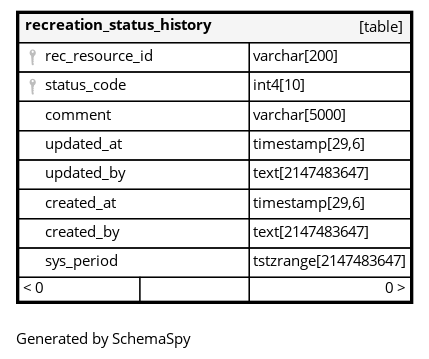 recreation_status_history [table]
rec_resource_id varchar[200]
status_code int4[10]
comment varchar[5000]
updated_at timestamp[29,6]
updated_by text[2147483647]
created_at timestamp[29,6]
created_by text[2147483647]
sys_period tstzrange[2147483647]
< 0 0 >
Generated by SchemaSpy